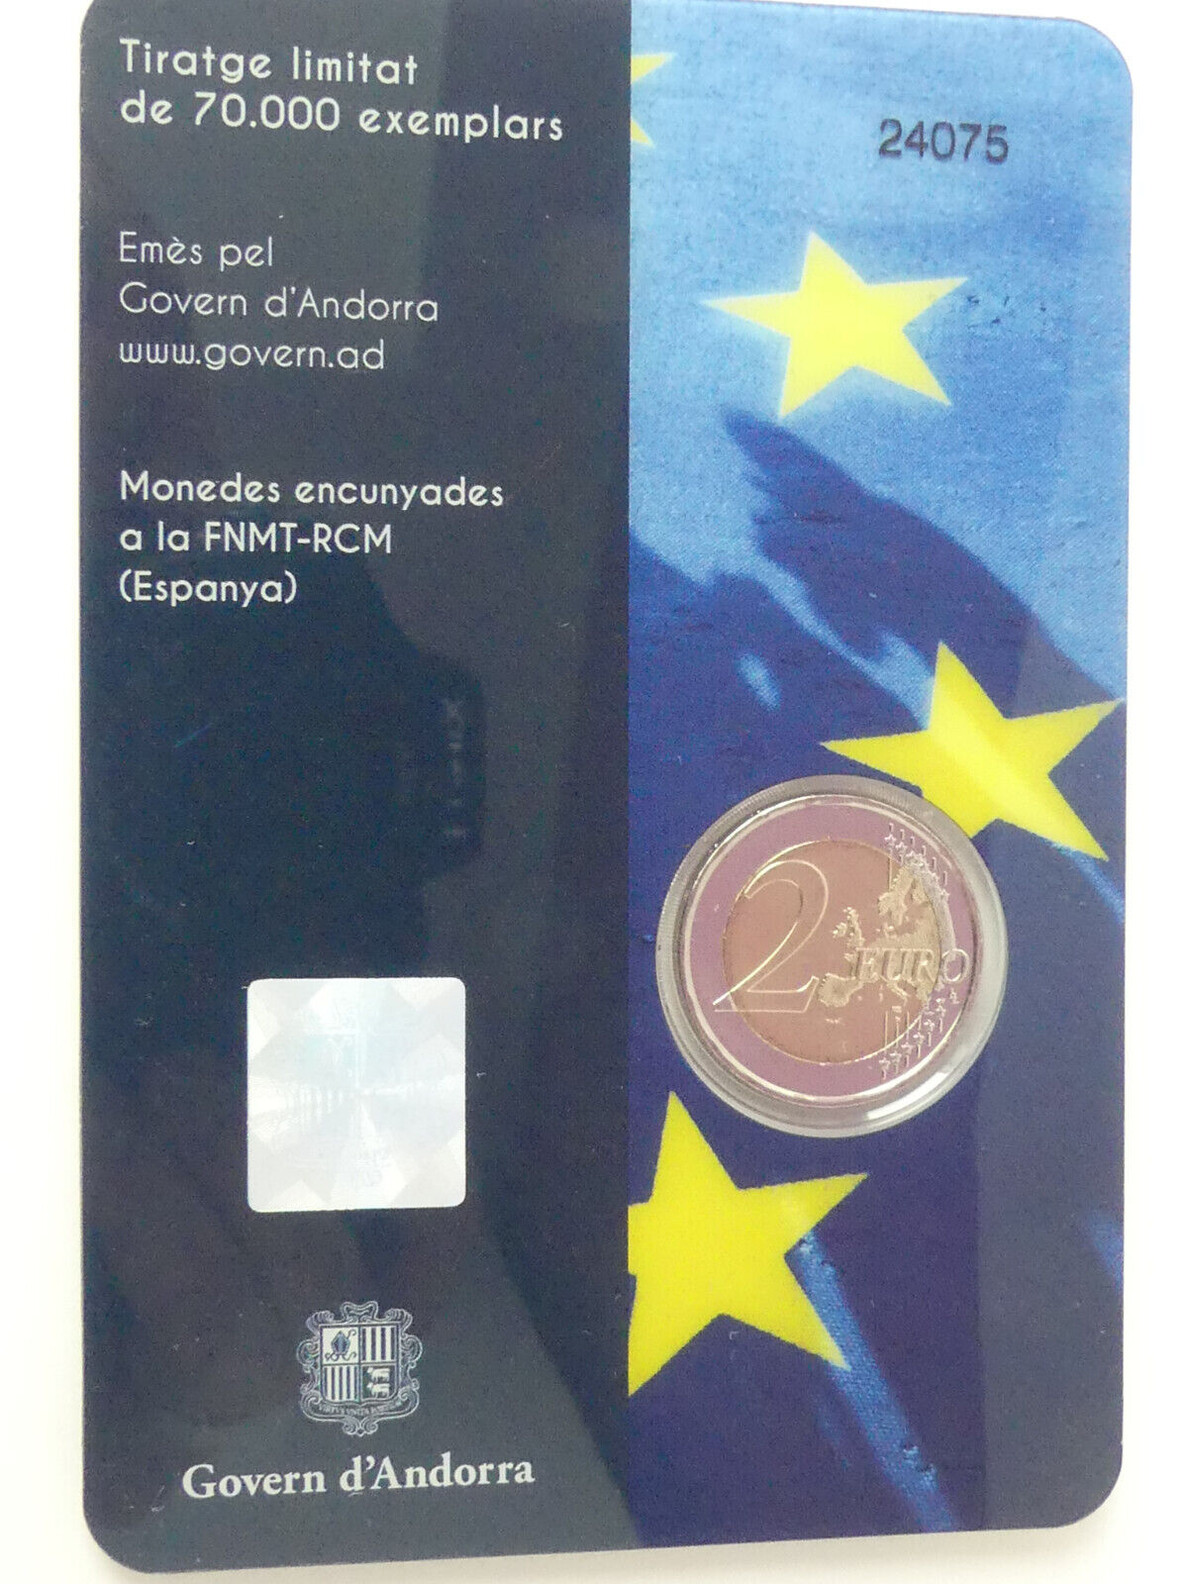 Tiratge limitat
de 70.000 exemplars
24075
Emès pel
Govern d'Andorra
www.govern.ad
Monedes encunyades
a la FNMT-RCM
(Espanya)
2 EURO
Govern d'Andorra